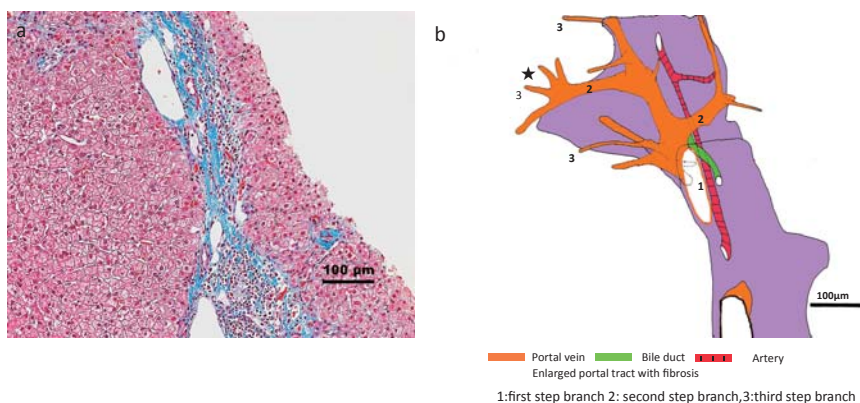 a
b
3
★
3
2
2
3
1
100 μm
100μm
Portal vein Bile duct Artery
Enlarged portal tract with fibrosis
1:first step branch 2: second step branch,3:third step branch